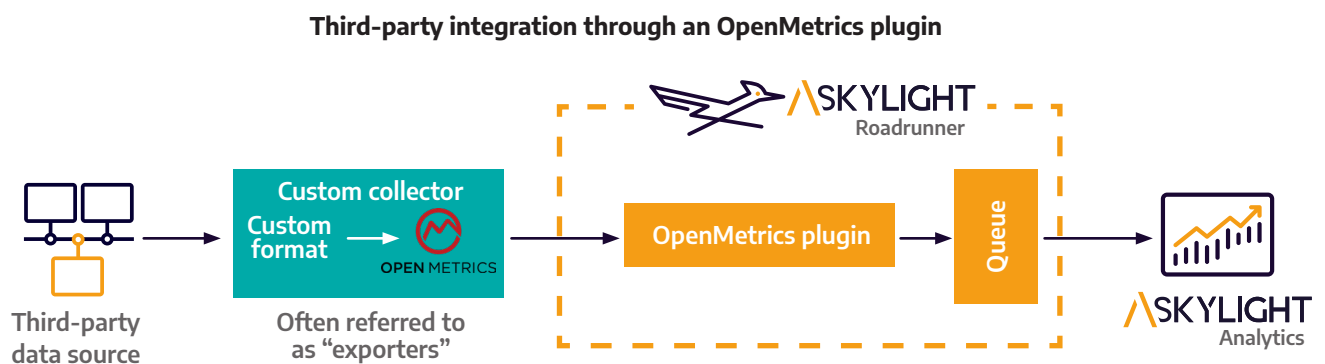 Third-party integration through an OpenMetrics plugin
SKYLIGHT
Roadrunner
Custom collector
Custom
format
OPEN METRICS
OpenMetrics plugin
Queue
Third-party
data source
Often referred to
as “exporters”
SKYLIGHT
Analytics